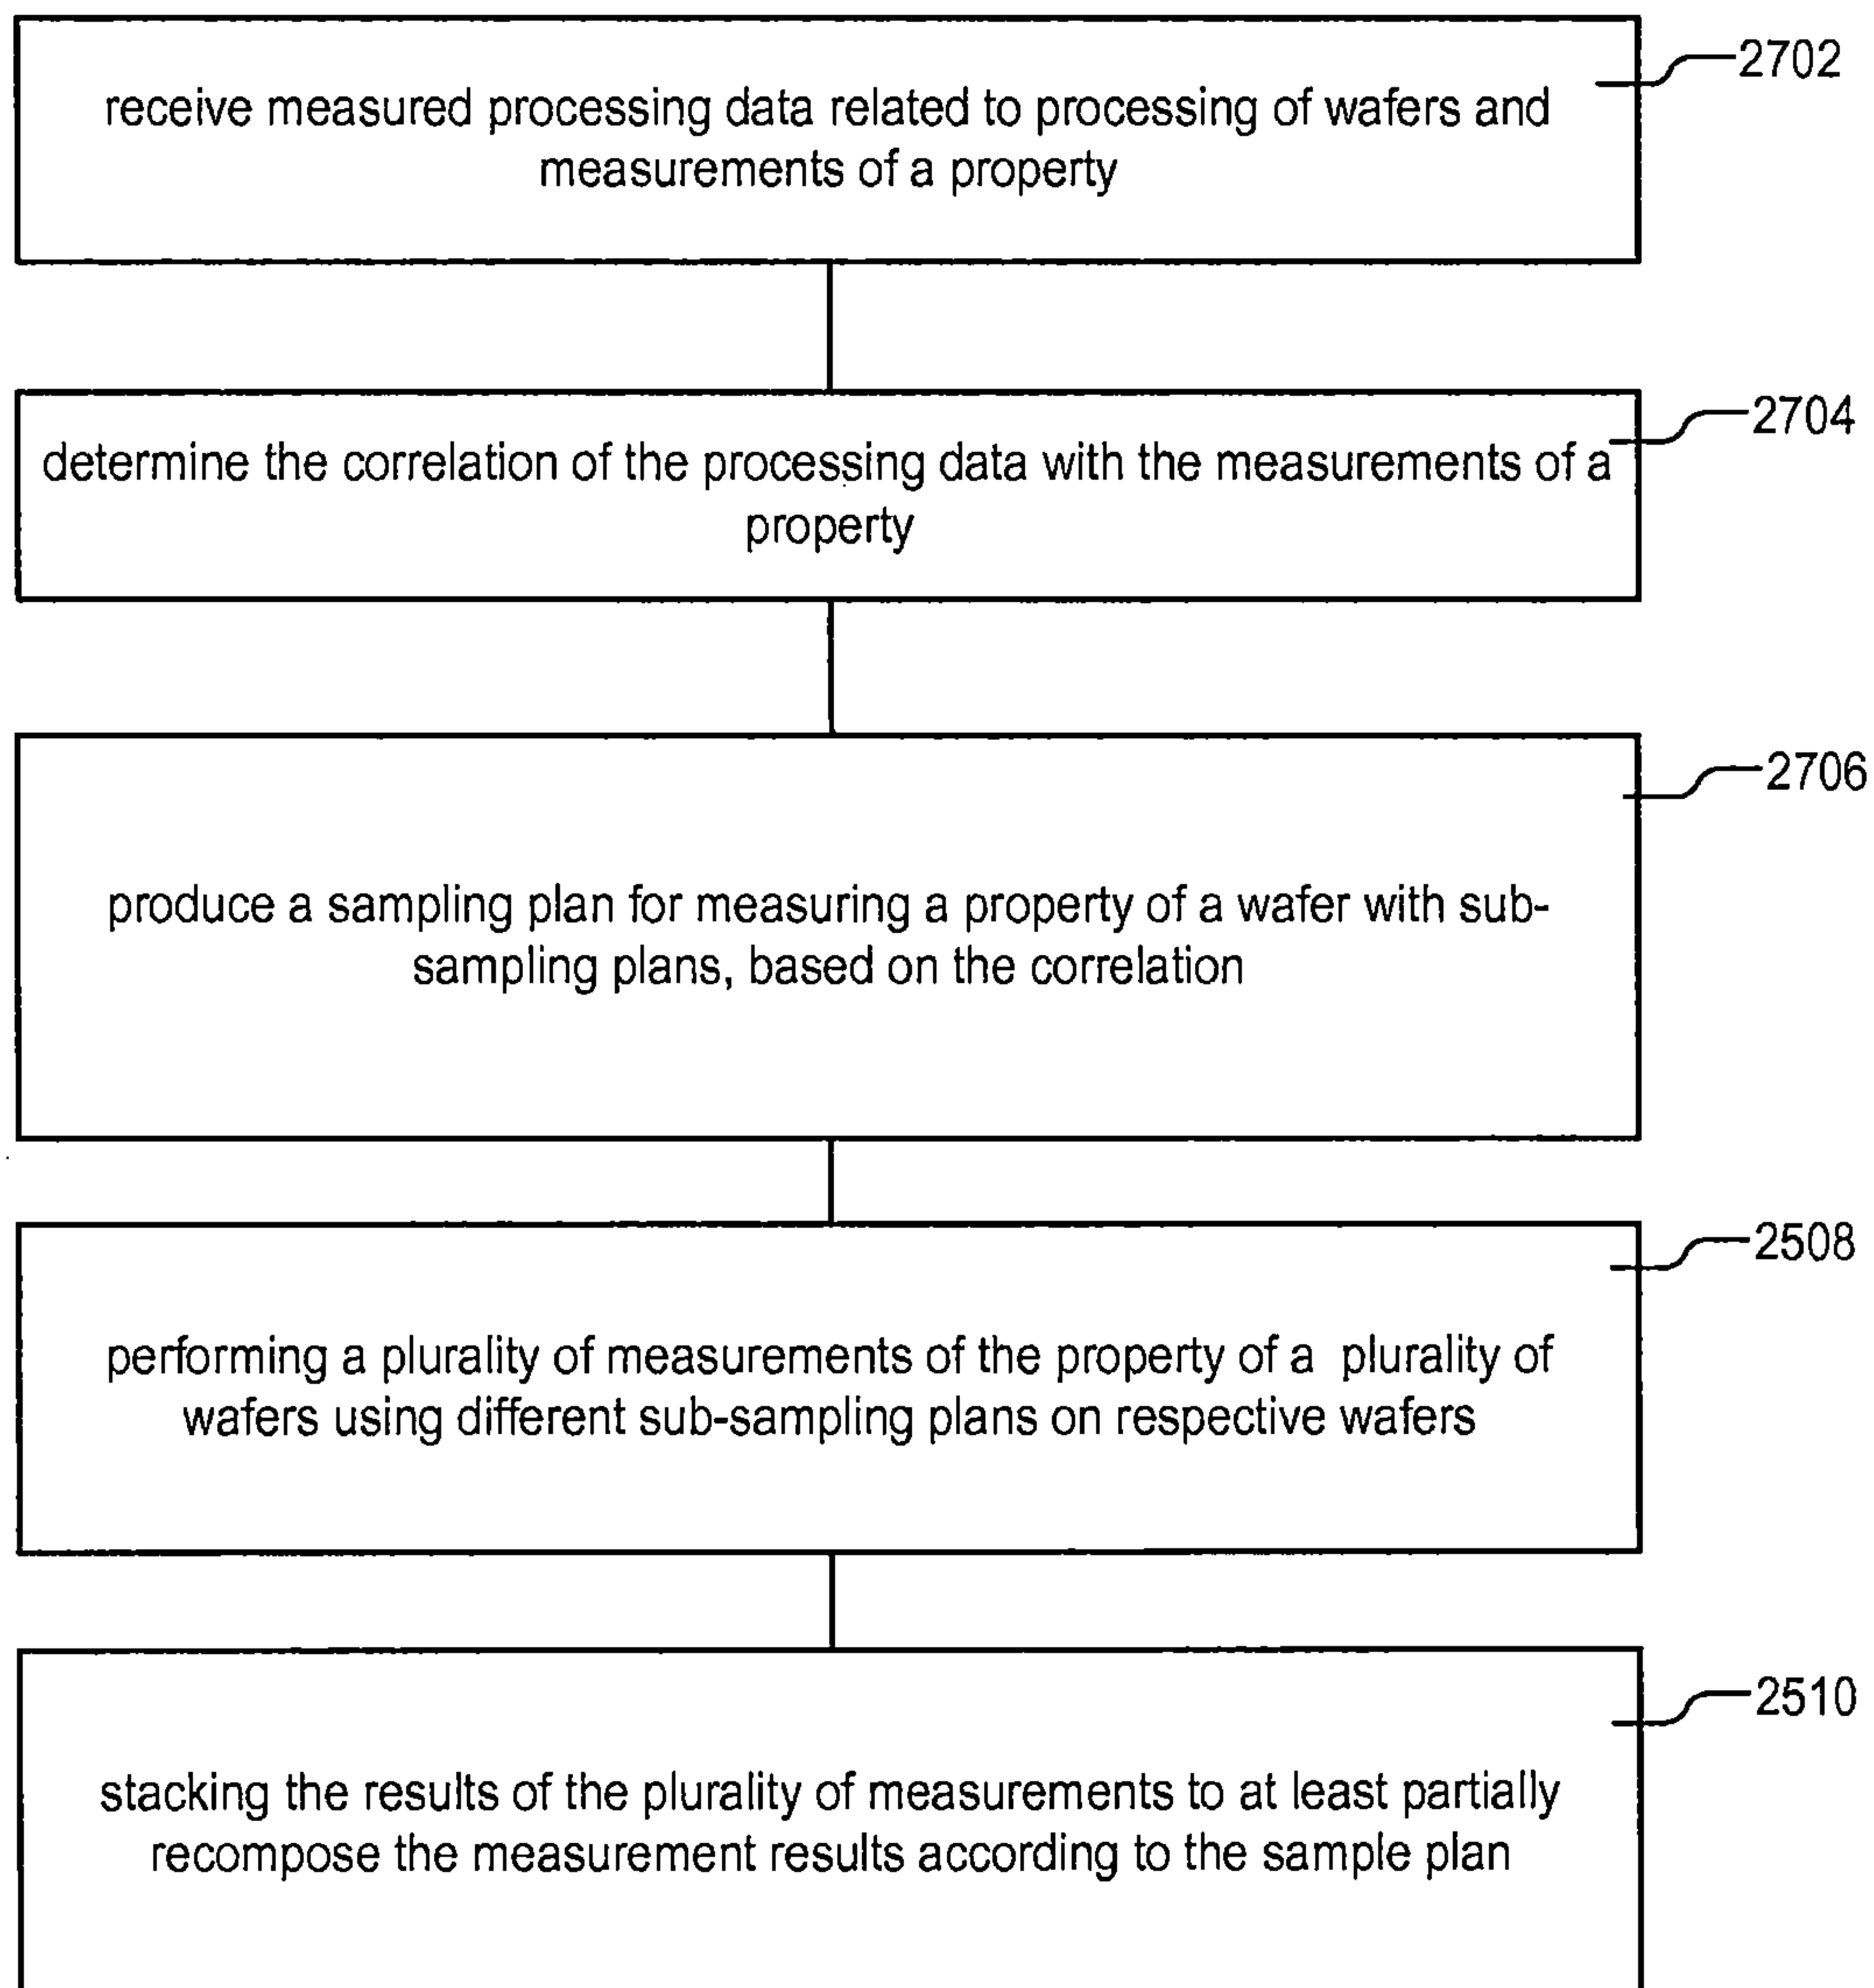 2702
receive measured processing data related to processing of wafers and
measurements of a property
2704
determine the correlation of the processing data with the measurements of a
property
2706
produce a sampling plan for measuring a property of a wafer with sub-
sampling plans, based on the correlation
2508
performing a plurality of measurements of the property of a plurality of
wafers using different sub-sampling plans on respective wafers
2510
stacking the results of the plurality of measurements to at least partially
recompose the measurement results according to the sample plan